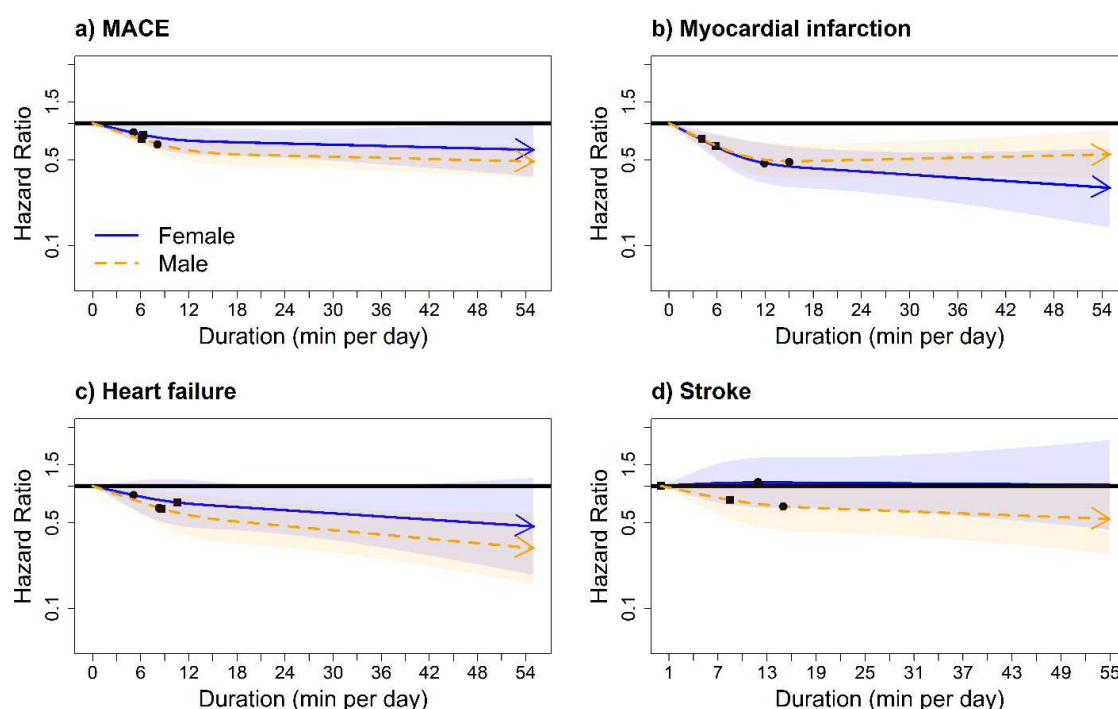 a) MACE
Hazard Ratio
1.5
0.5
0.1
Female
Male
0 6 12 18 24 30 36 42 48 54
Duration (min per day)
b) Myocardial infarction
Hazard Ratio
1.5
0.5
0.1
0 6 12 18 24 30 36 42 48 54
Duration (min per day)
c) Heart failure
Hazard Ratio
1.5
0.5
0.1
0 6 12 18 24 30 36 42 48 54
Duration (min per day)
d) Stroke
Hazard Ratio
1.5
0.5
0.1
1 7 13 19 25 31 37 43 49 55
Duration (min per day)